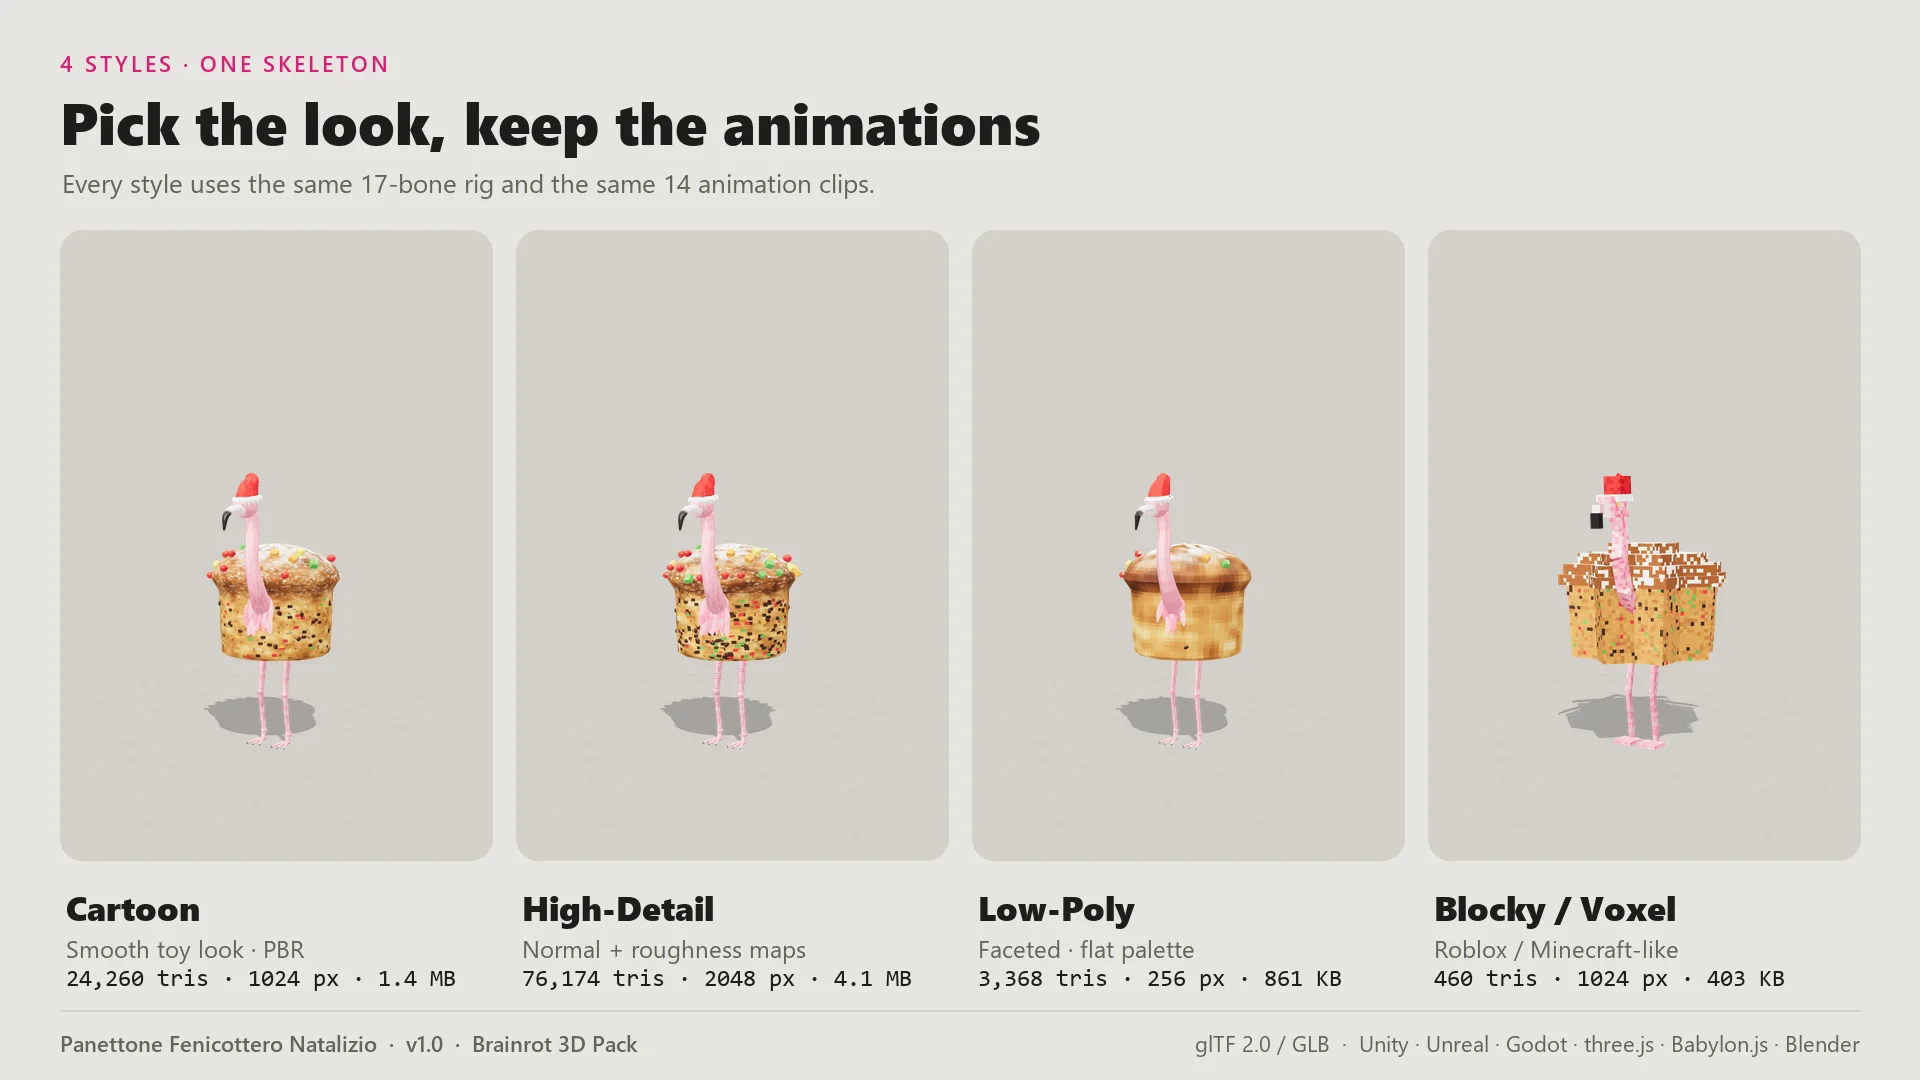 4 STYLES · ONE SKELETON
Pick the look, keep the animations
Every style uses the same 17-bone rig and the same 14 animation clips.
Cartoon
Smooth toy look · PBR
24,260 tris · 1024 px · 1.4 MB
High-Detail
Normal + roughness maps
76,174 tris · 2048 px · 4.1 MB
Low-Poly
Faceted · flat palette
3,368 tris · 256 px · 861 KB
Blocky / Voxel
Roblox / Minecraft-like
460 tris · 1024 px · 403 KB
Panettone Fenicottero Natalizio · v1.0 · Brainrot 3D Pack
glTF 2.0 / GLB · Unity · Unreal · Godot · three.js · Babylon.js · Blender